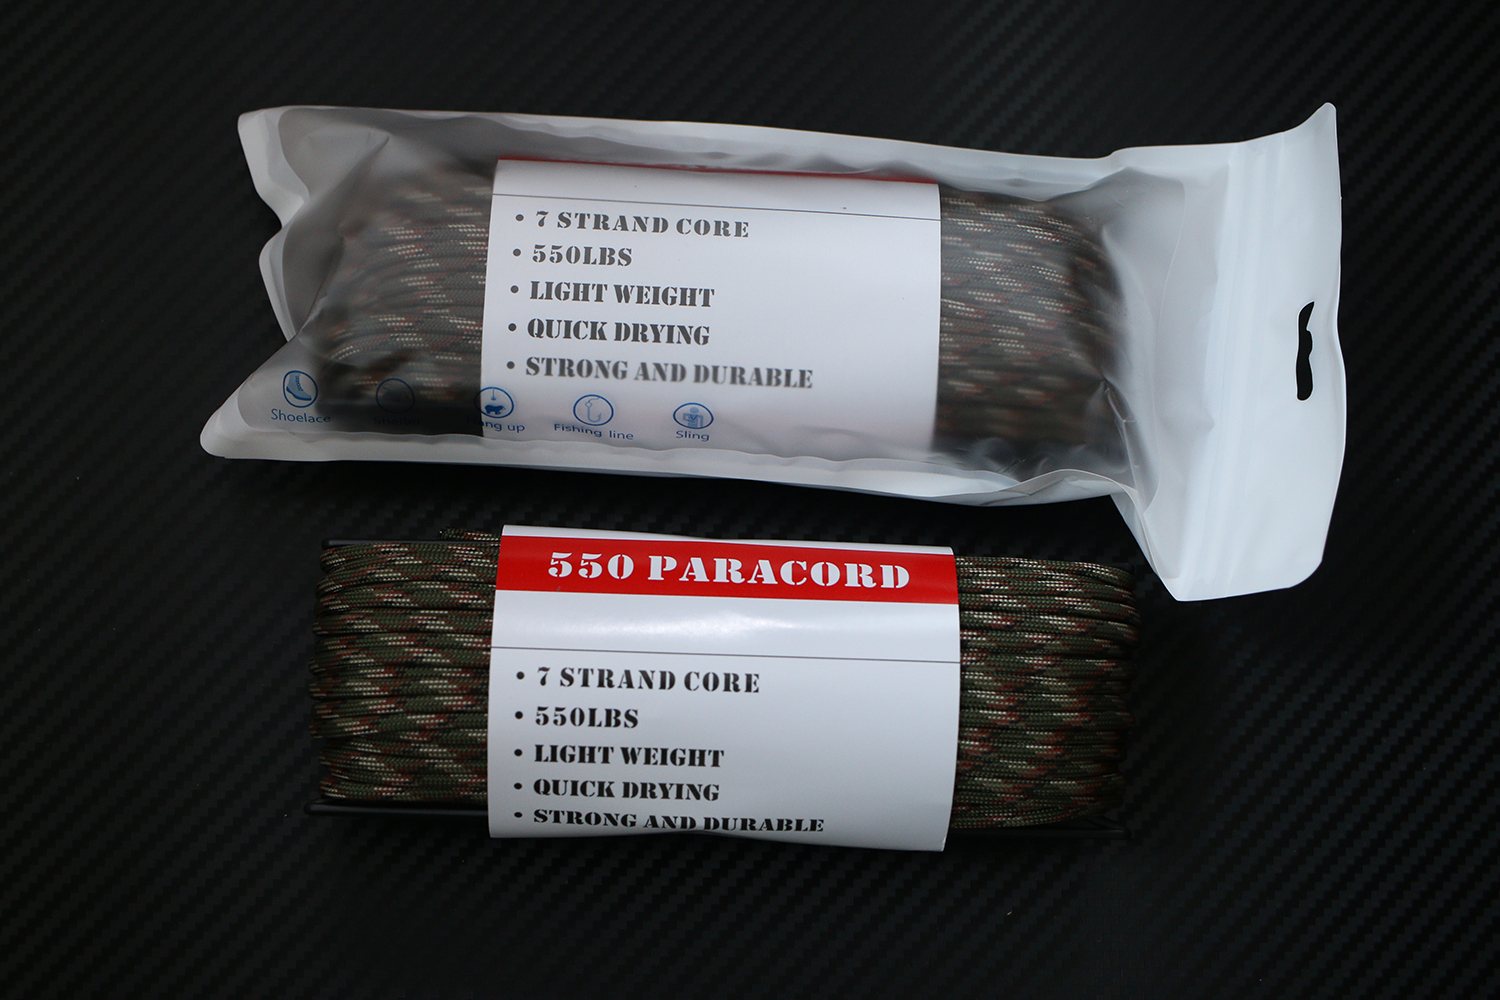 • 7 STRAND CORE
• 550LBS
• LIGHT WEIGHT
• QUICK DRYING
• STRONG AND DURABLE
Shoelace
Fishing line
Sling
550 PARACORD
• 7 STRAND CORE
• 550LBS
• LIGHT WEIGHT
• QUICK DRYING
• STRONG AND DURABLE